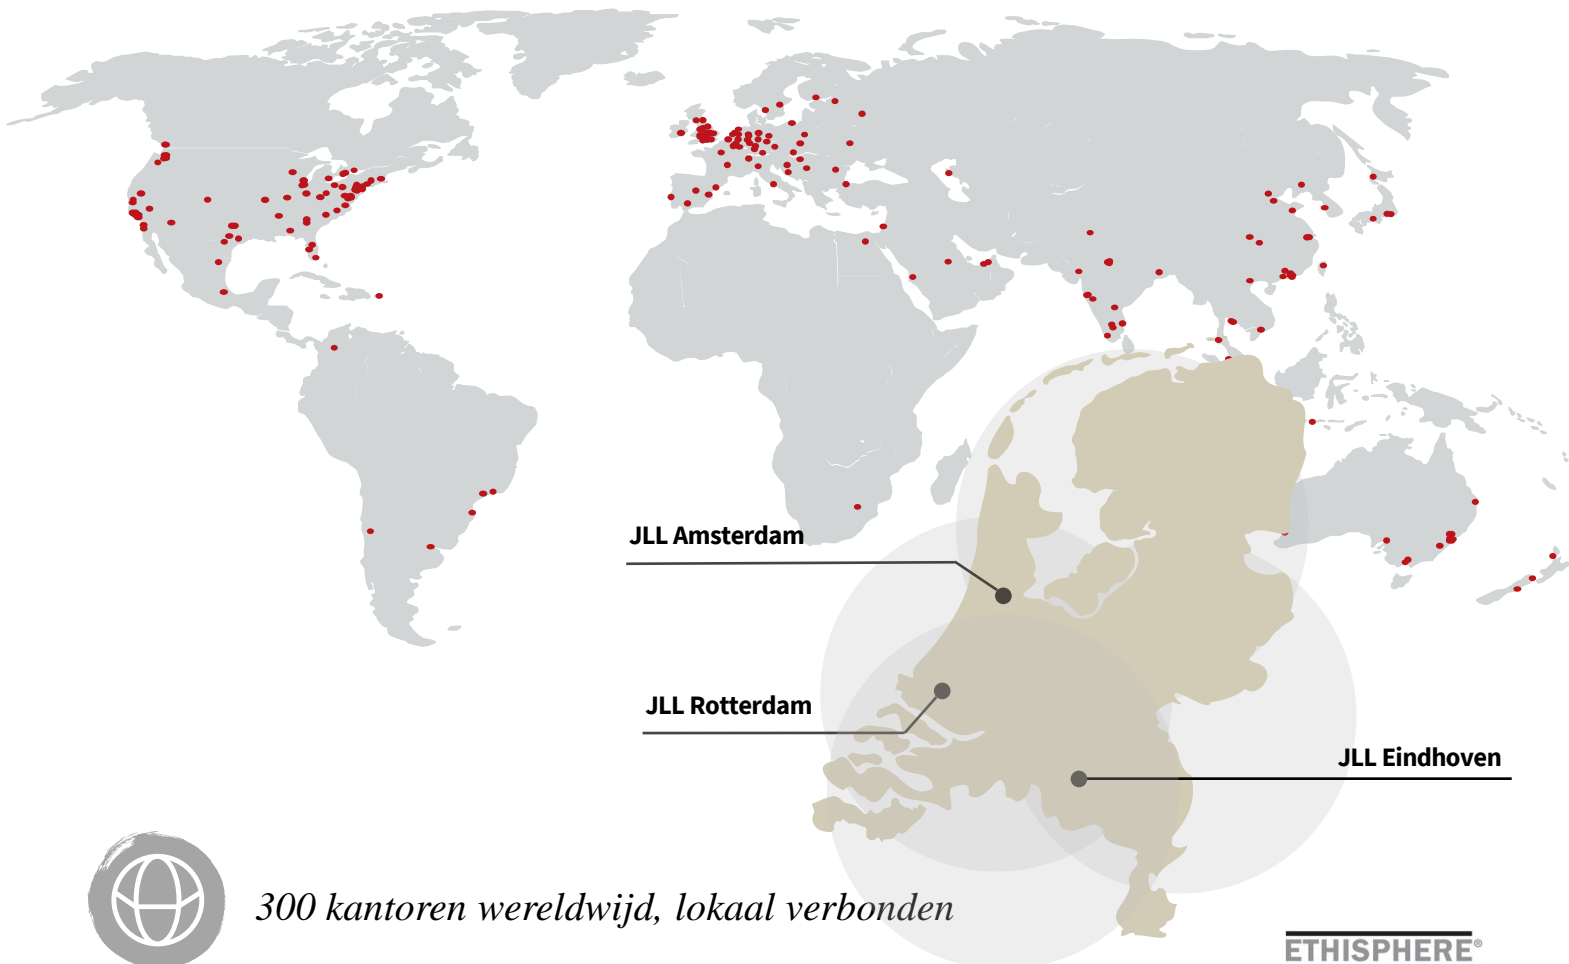 JLL Amsterdam
JLL Rotterdam
JLL Eindhoven
300 kantoren wereldwijd, lokaal verbonden
ETHISPHERE®